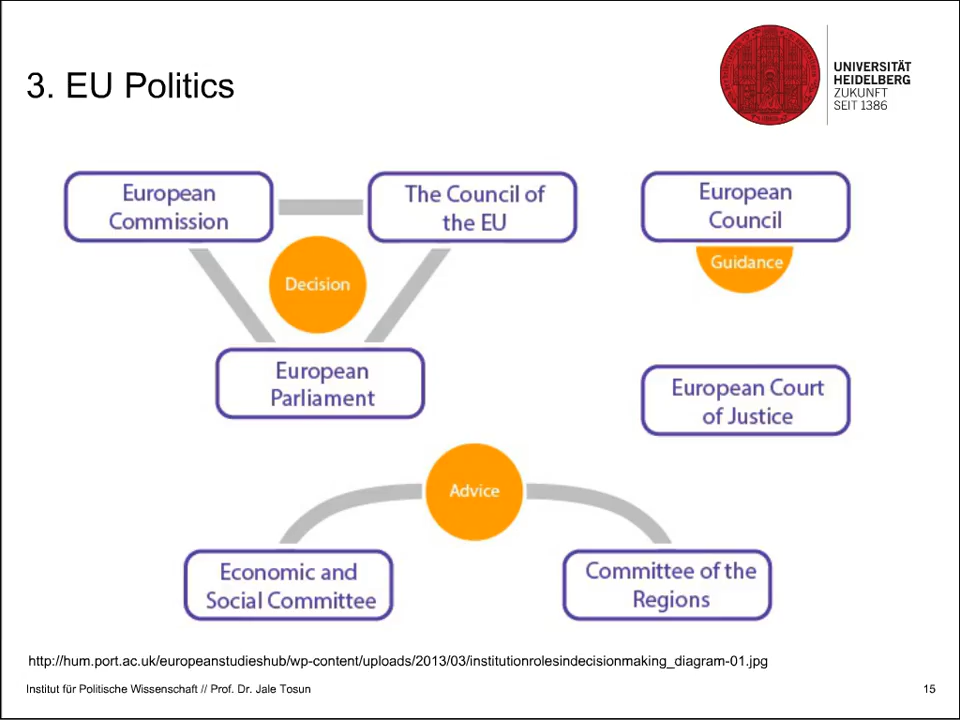 3. EU Politics
UNIVERSITÄT
HEIDELBERG
ZUKUNFT
SEIT 1386
European
Commission
The Council of
the EU
European
Council
Guidance
Decision
European
Parliament
European Court
of Justice
Advice
Economic and
Social Committee
Committee of the
Regions
http://hum.port.ac.uk/europeanstudieshub/wp-content/uploads/2013/03/institutionrolesindecisionmaking_diagram-01.jpg
Institut für Politische Wissenschaft // Prof. Dr. Jale Tosun
15